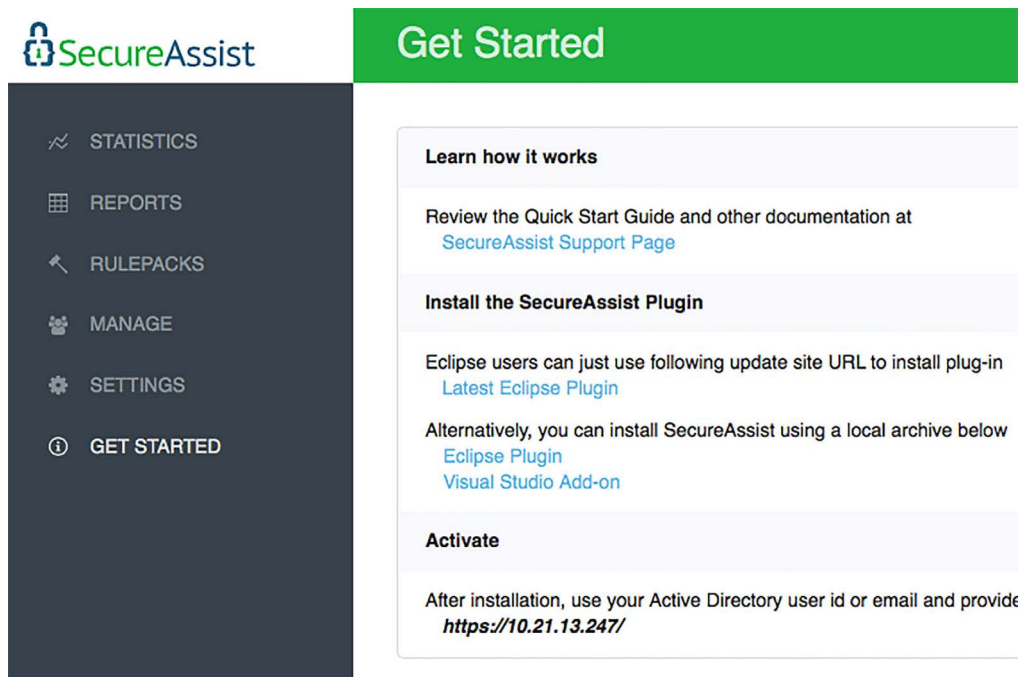 SecureAssist
Get Started
STATISTICS
REPORTS
RULEPACKS
MANAGE
SETTINGS
GET STARTED
Learn how it works
Review the Quick Start Guide and other documentation at
SecureAssist Support Page
Install the SecureAssist Plugin
Eclipse users can just use following update site URL to install plug-in
Latest Eclipse Plugin
Alternatively, you can install SecureAssist using a local archive below
Eclipse Plugin
Visual Studio Add-on
Activate
After installation, use your Active Directory user id or email and provide
https://10.21.13.247/